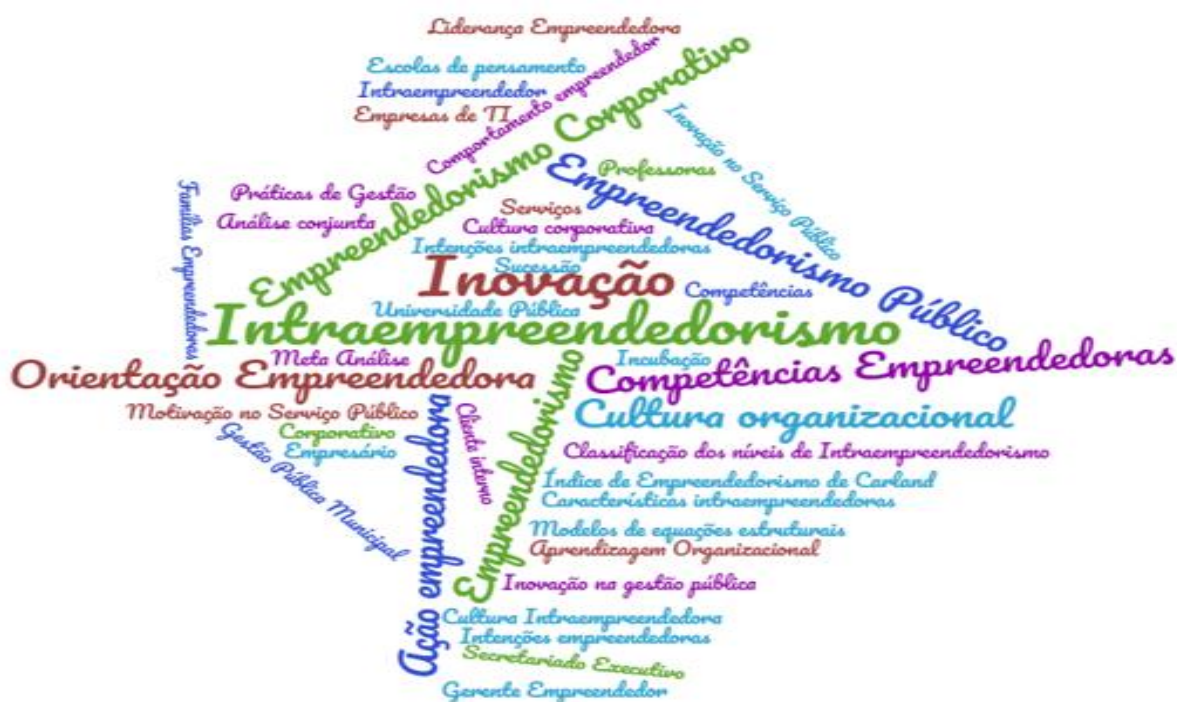 Liderança Empreendedora
Escolas de pensamento
Intraempreendedor
Empresas de TI
Comportamento empreendedor
Empreendedorismo Corporativo
Inovação no Serviço Público
Professoras
Empreendedorismo Público
Famílias Empreendedores
Práticas de Gestão
Análise conjunta
Serviços
Cultura corporativa
Intenções intraempreendedoras
Sucessão
Inovação
Competências
Universidade Pública
Intraempreendedorismo
Meta Análise
Incubação
Orientação Empreendedora
Competências Empreendedoras
Motivação no Serviço Público
Corporativo
Empresário
Gestão Pública Municipal
Ação empreendedora
Cliente interno
Empreendedorismo
Cultura organizacional
Classificação dos níveis de Intraempreendedorismo
Índice de Empreendedorismo de Carland
Características intraempreendedoras
Modelos de equações estruturais
Aprendizagem Organizacional
Inovação na gestão pública
Cultura Intraempreendedora
Intenções empreendedoras
Secretariado Executivo
Gerente Empreendedor